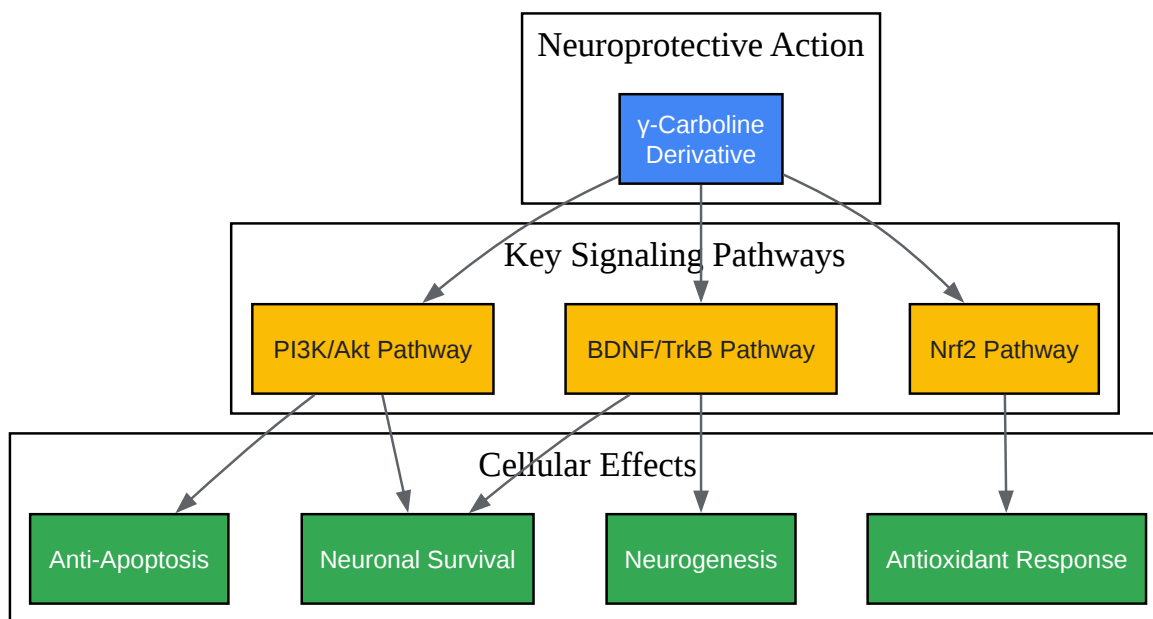 Neuroprotective Action
γ-Carboline
Derivative
Key Signaling Pathways
PI3K/Akt Pathway
BDNF/TrkB Pathway
Nrf2 Pathway
Cellular Effects
Anti-Apoptosis
Neuronal Survival
Neurogenesis
Antioxidant Response